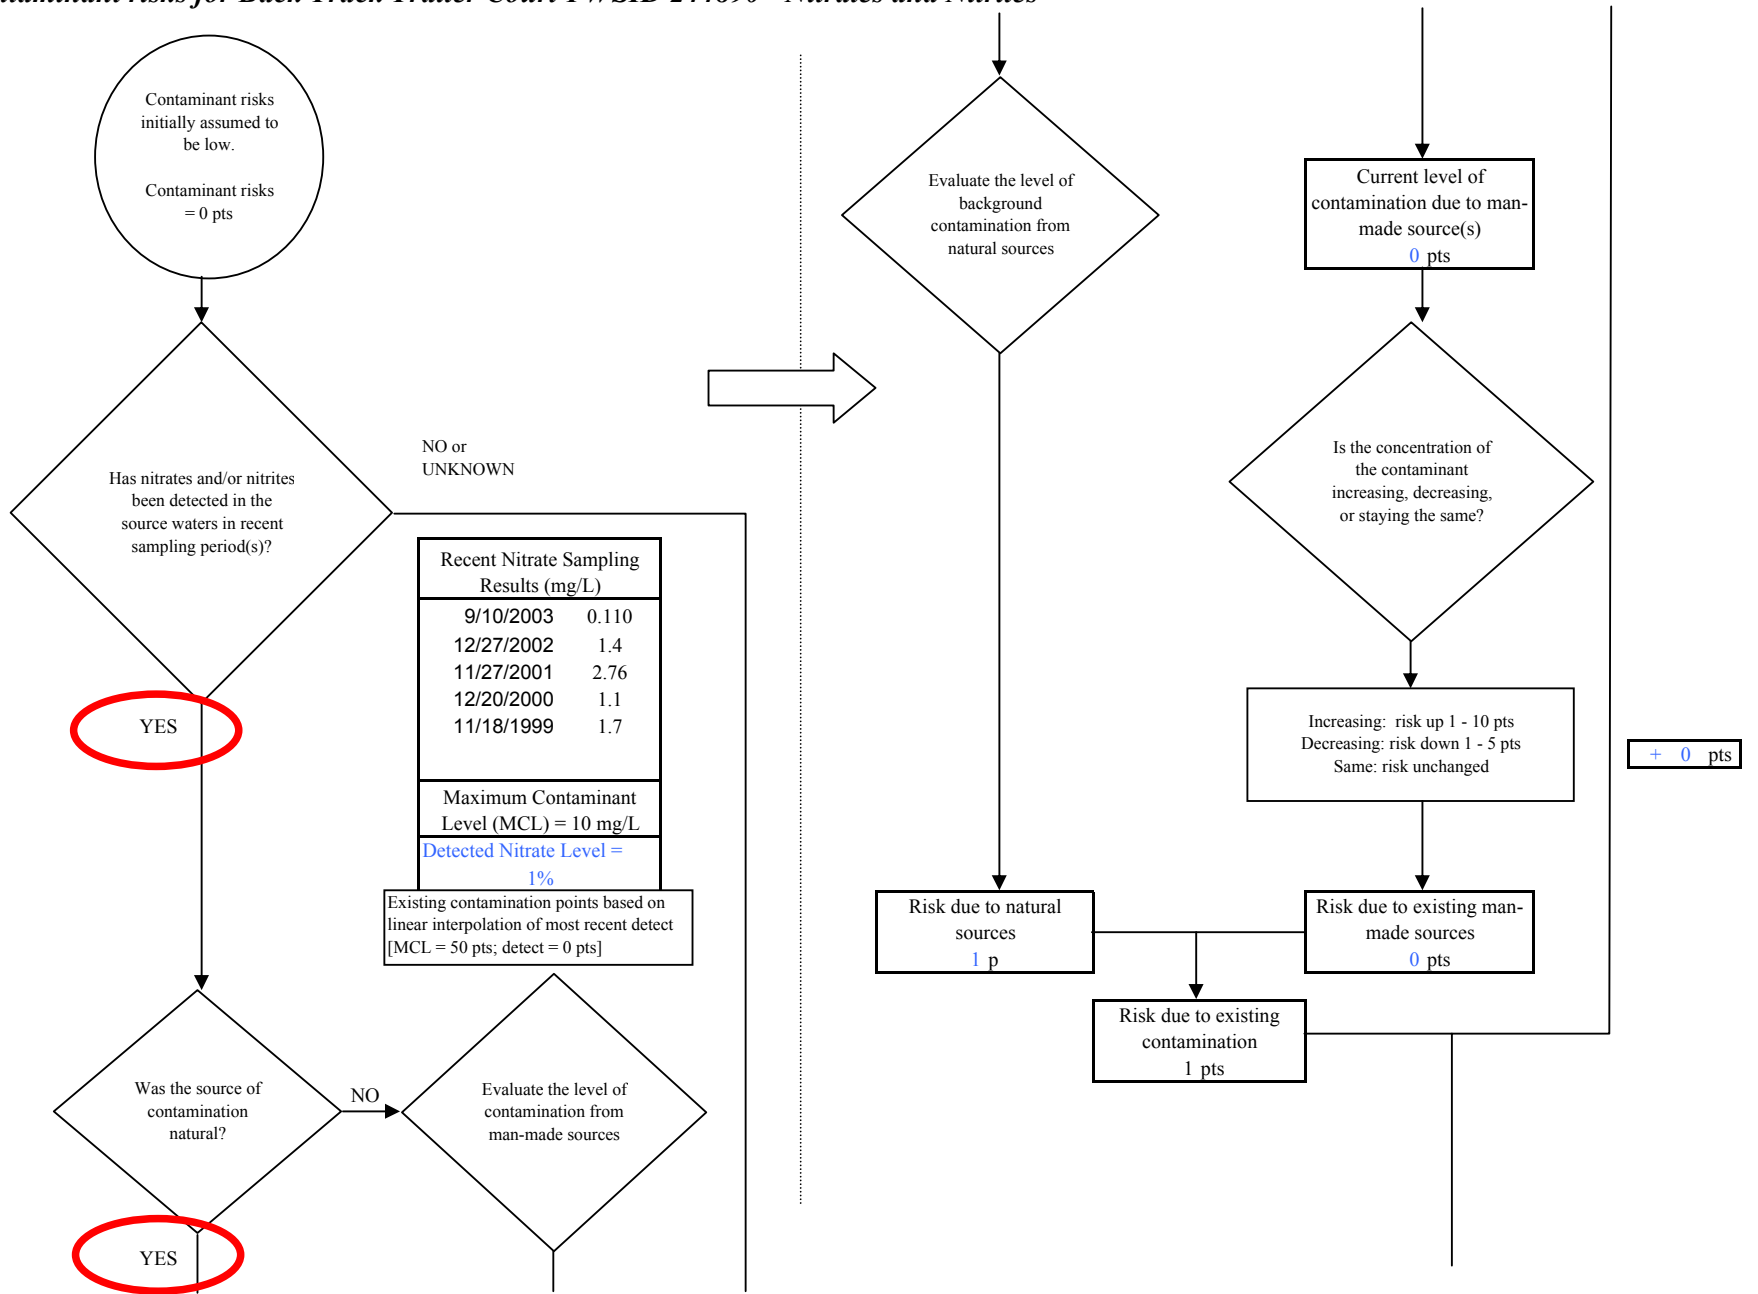 Contaminant risks
initially assumed to
be low.
Contaminant risks
= 0 pts
Has nitrates and/or nitrites
been detected in the
source waters in recent
sampling period(s)?
NO or
UNKNOWN
YES
Recent Nitrate Sampling
Results (mg/L)
9/10/2003 0.110
12/27/2002 1.4
11/27/2001 2.76
12/20/2000 1.1
11/18/1999 1.7
Maximum Contaminant
Level (MCL) = 10 mg/L
Detected Nitrate Level =
1%
Existing contamination points based on
linear interpolation of most recent detect
[MCL = 50 pts; detect = 0 pts]
Was the source of
contamination
natural?
NO
YES
Evaluate the level of
contamination from
man-made sources
Evaluate the level of
background
contamination from
natural sources
Current level of
contamination due to man-
made source(s)
0 pts
Is the concentration of
the contaminant
increasing, decreasing,
or staying the same?
Increasing: risk up 1 - 10 pts
Decreasing: risk down 1 - 5 pts
Same: risk unchanged
+ 0 pts
Risk due to natural
sources
1 p
Risk due to existing man-
made sources
0 pts
Risk due to existing
contamination
1 pts